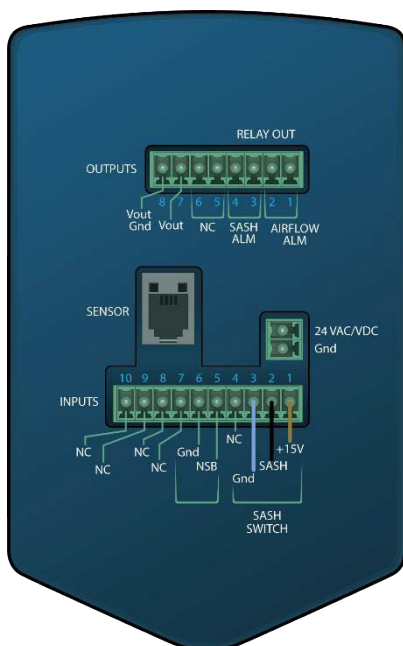 RELAY OUT
OUTPUTS
8 7 6 5 4 3 2 1
Vout
Gnd
Vout
NC
SASH
ALM
AIRFLOW
ALM
SENSOR
24 VAC/VDC
Gnd
10 9 8 7 6 5 4 3 2 1
INPUTS
NC
NC
NC
NC
Gnd
NSB
NC
Gnd
SASH
+15V
SASH
SWITCH